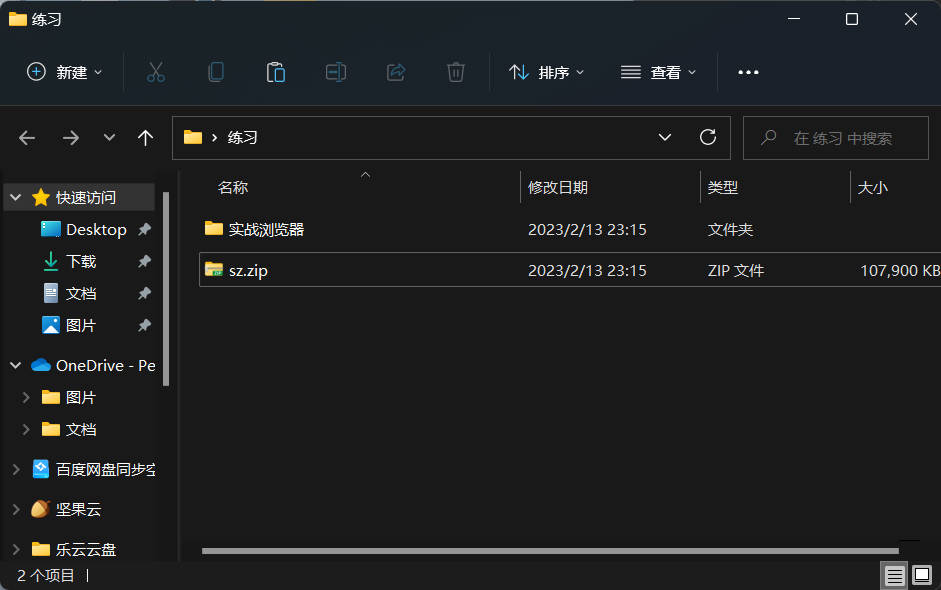 练习
新建
排序
查看
练习
在 练习 中搜索
名称
修改日期
类型
大小
快速访问
Desktop
下载
文档
图片
OneDrive - Pe
图片
文档
百度网盘同步空
坚果云
乐云云盘
实战浏览器 2023/2/13 23:15 文件夹
sz.zip 2023/2/13 23:15 ZIP 文件 107,900 KB
2 个项目